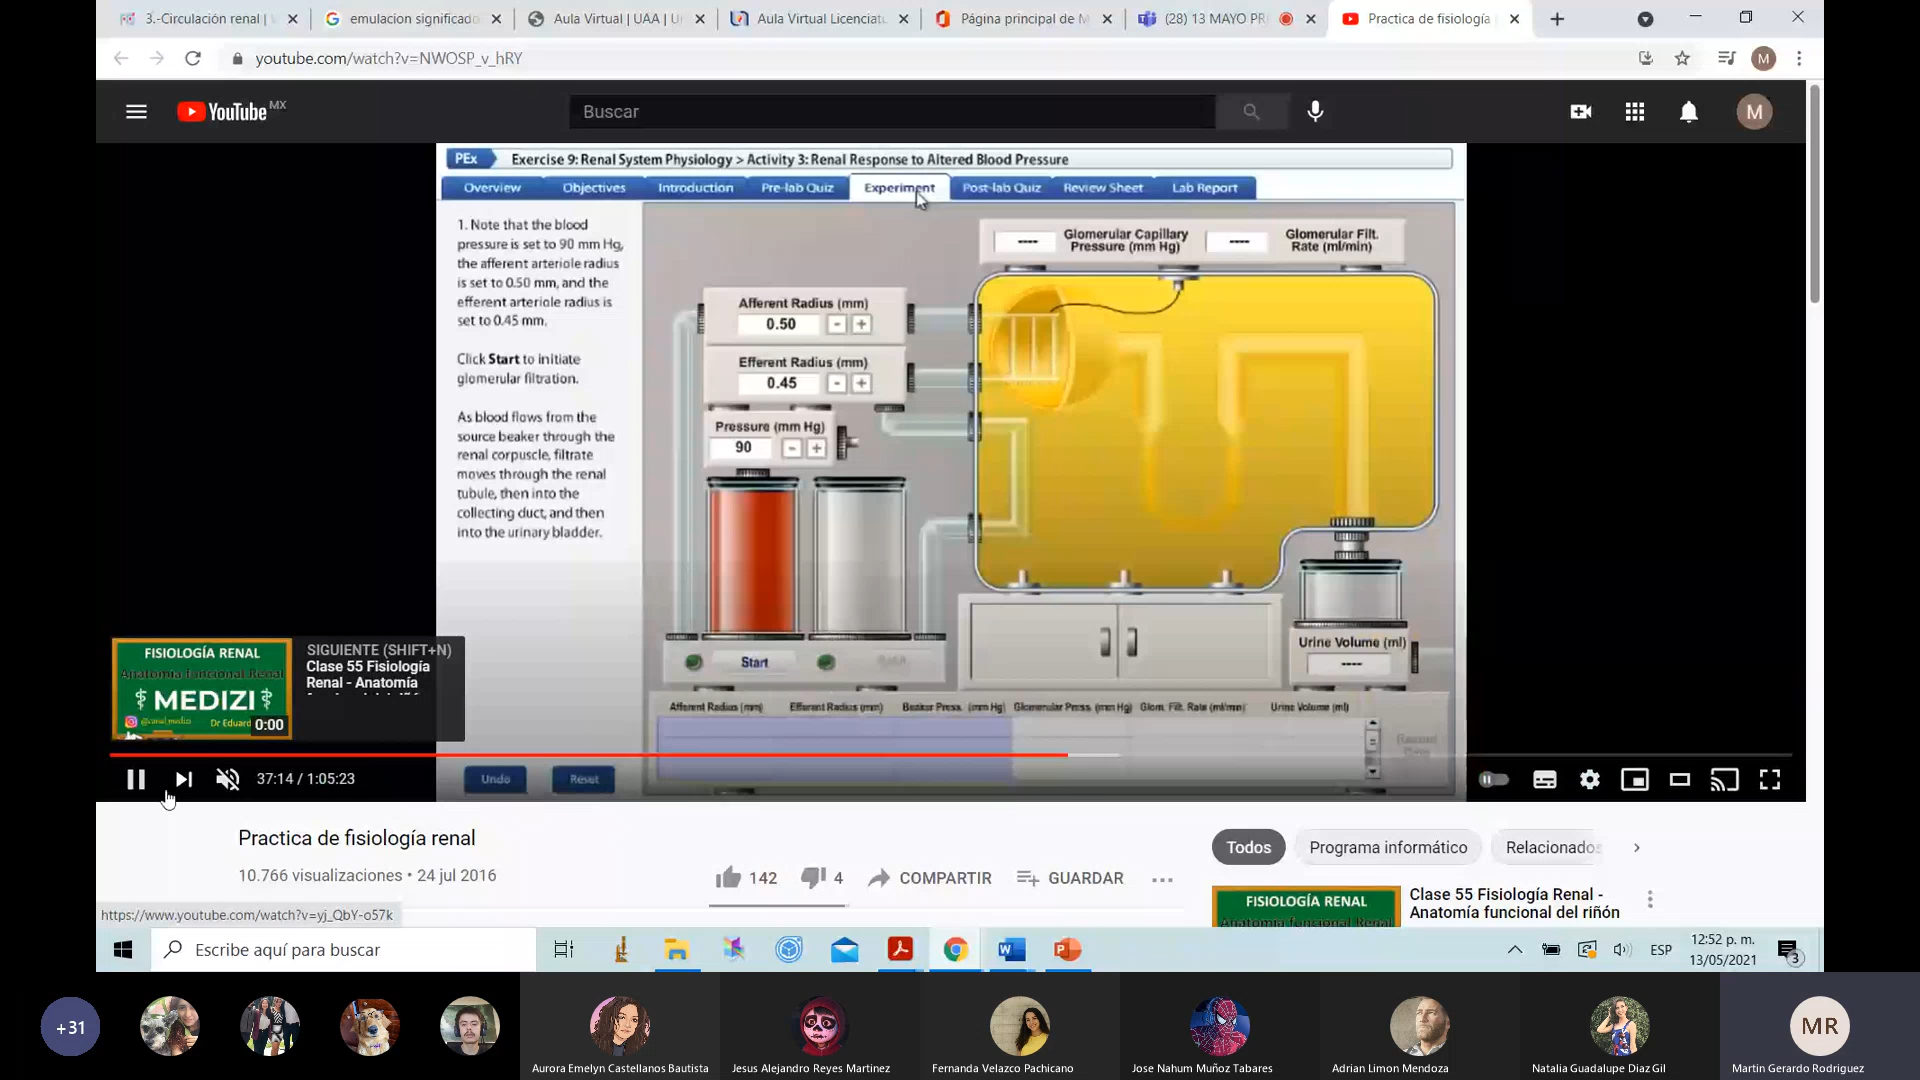 3.-Circulación renal |
emulacion significado
Aula Virtual | UAA | U
Aula Virtual Licenciat
Página principal de M
(28) 13 MAYO PR
Practica de fisiología
youtube.com/watch?v=NWOSP_v_hRY
M
YouTube MX
Buscar
M
PEx
Exercise 9: Renal System Physiology > Activity 3: Renal Response to Altered Blood Pressure
Overview
Objectives
Introduction
Pre-lab Quiz
Experiment
Post-lab Quiz
Review Sheet
Lab Report
1. Note that the blood
pressure is set to 90 mm Hg,
the afferent arteriole radius
is set to 0.50 mm, and the
efferent arteriole radius is
set to 0.45 mm.
Click Start to initiate
glomerular filtration.
As blood flows from the
source beaker through the
renal corpuscle, filtrate
moves through the renal
tubule, then into the
collecting duct, and then
into the urinary bladder.
----
Glomerular Capillary
Pressure (mm Hg)
----
Glomerular Filt.
Rate (ml/min)
Afferent Radius (mm)
0.50 - +
Efferent Radius (mm)
0.45 - +
Pressure (mm Hg)
90 - +
Start
Urine Volume (ml)
----
Afferent Radius (mm)
Efferent Radius (mm)
Beaker Press. (mm Hg)
Glomerular Press. (mm Hg)
Glom. Filt. Rate (ml/min)
Urine Volume (ml)
Record
Data
Undo
Reset
FISIOLOGÍA RENAL
Anatomía funcional Renal
MEDIZI
@canal_medizi
Dr Eduard
0:00
SIGUIENTE (SHIFT+N)
Clase 55 Fisiología
Renal - Anatomía
37:14 / 1:05:23
Practica de fisiología renal
10.766 visualizaciones • 24 jul 2016
142
4
COMPARTIR
GUARDAR
Todos
Programa informático
Relacionados
FISIOLOGÍA RENAL
Anatomía funcional Renal
Clase 55 Fisiología Renal -
Anatomía funcional del riñón
https://www.youtube.com/watch?v=yj_QbY-o57k
Escribe aquí para buscar
ESP
12:52 p. m.
13/05/2021
3
+31
Aurora Emelyn Castellanos Bautista
Jesus Alejandro Reyes Martinez
Fernanda Velazco Pachicano
Jose Nahum Muñoz Tabares
Adrian Limon Mendoza
Natalia Guadalupe Diaz Gil
MR
Martin Gerardo Rodriguez